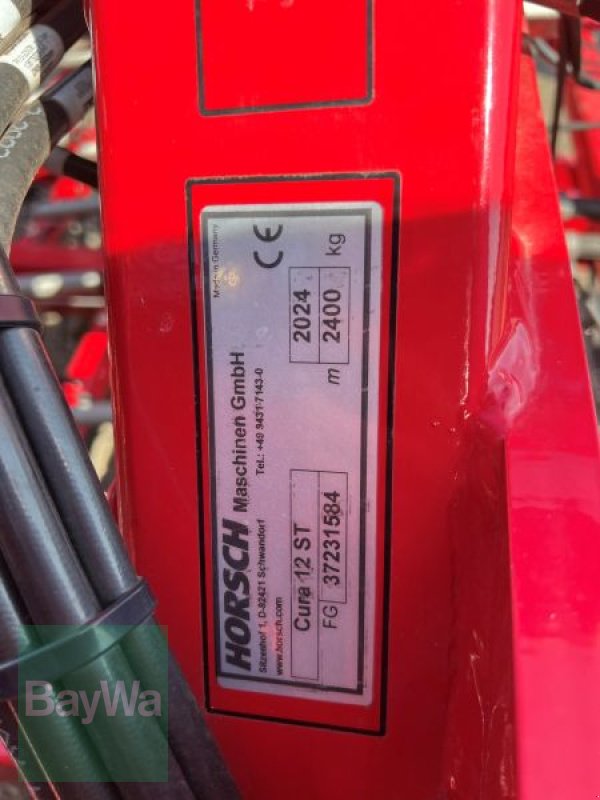 HORSCH Maschinen GmbH
Sitzenhof 1, D-92421 Schwandorf Tel.: +49 9431-7143-0
www.horsch.com
Made in Germany
CE
Cura 12 ST
2024
FG 37231584
m 2400 kg
BayWa